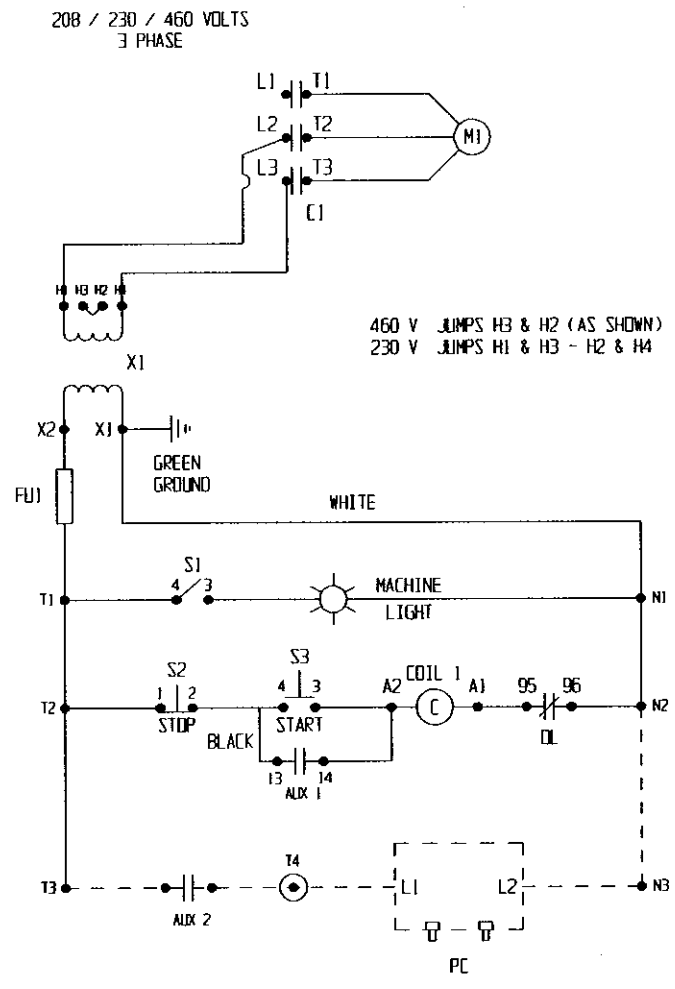 208 / 230 / 460 VOLTS
3 PHASE
L1 T1
L2 T2
M1
L3 T3
C1
H1 H3 H2 H4
460 V JUMPS H3 & H2 (AS SHOWN)
230 V JUMPS H1 & H3 - H2 & H4
X1
X2 X1
GREEN
GROUND
FU1
WHITE
S1
4 3
MACHINE
LIGHT
T1
N1
S2
S3
COIL 1
1 2
4 3
A2
C
A1
95 96
T2
STOP
START
OL
N2
BLACK
13 14
AUX 1
T4
T3
L1 L2
N3
AUX 2
PC